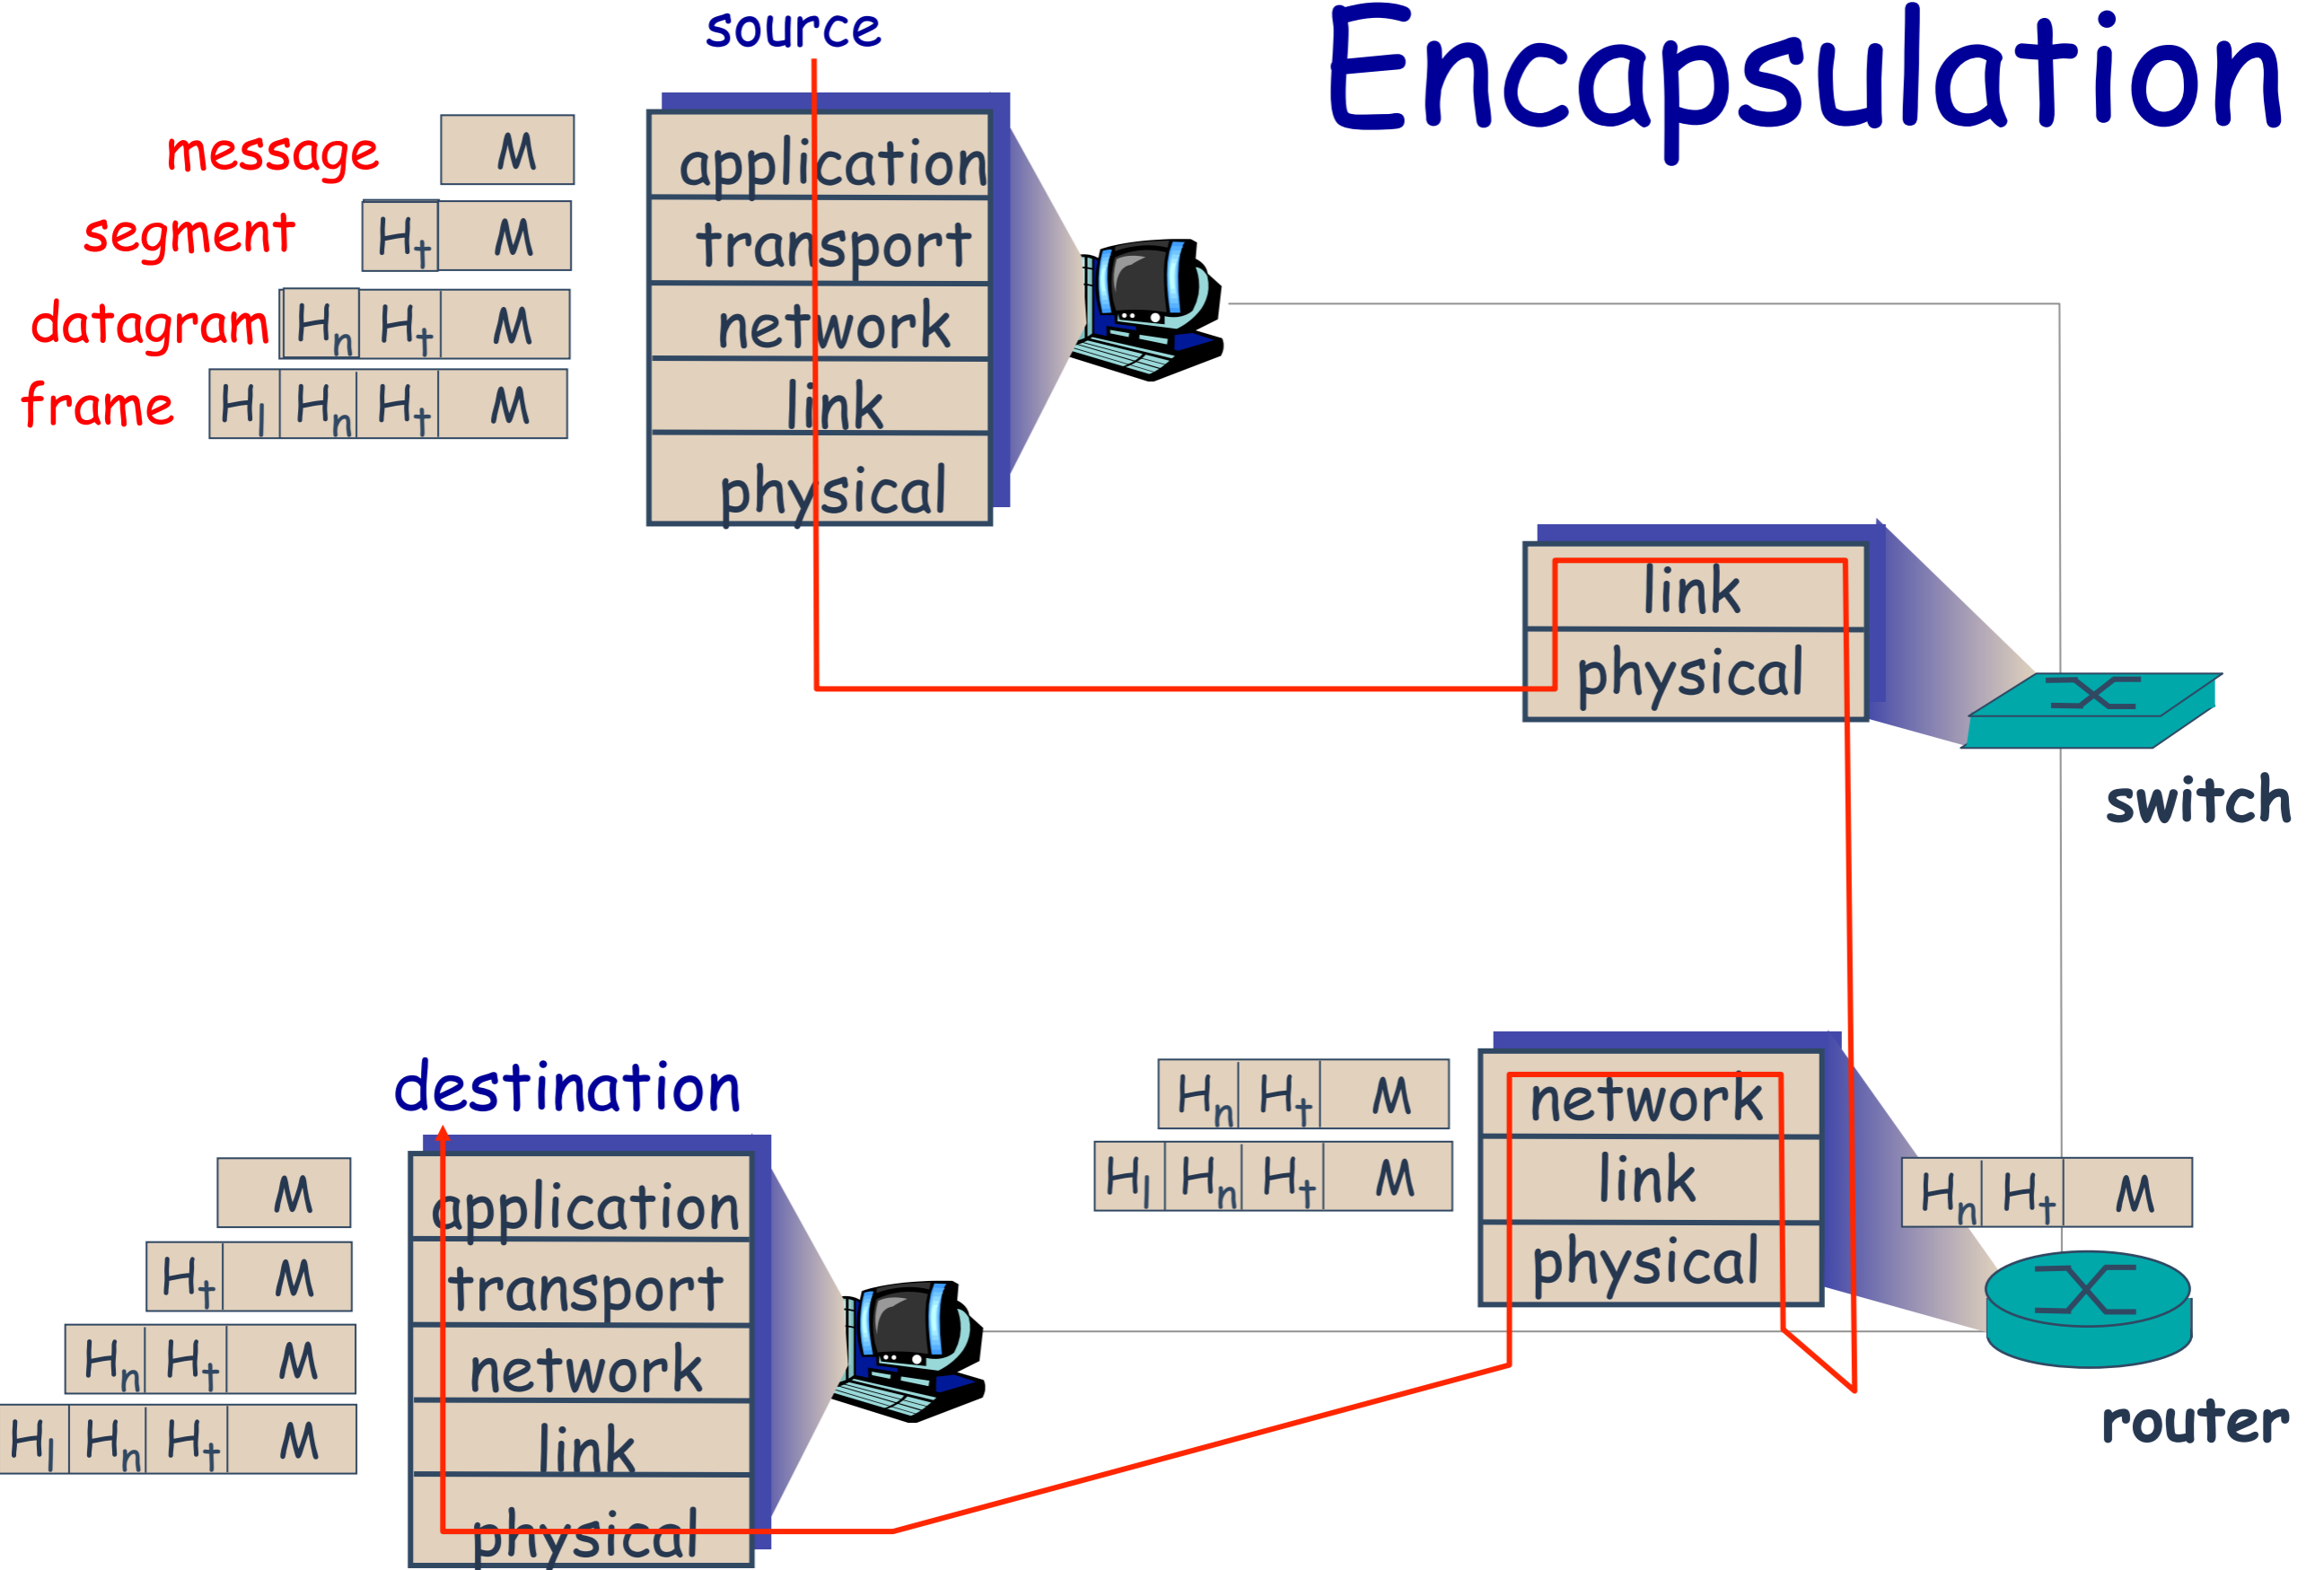 Encapsulation
source
message
M
application
segment
Ht M
transport
datagram
Hn Ht M
network
frame
Hl Hn Ht M
link
physical
link
physical
switch
destination
M
application
Ht M
transport
Hn Ht M
network
Hl Hn Ht M
link
physical
Hn Ht M
network
Hl Hn Ht M
link
physical
Hn Ht M
router